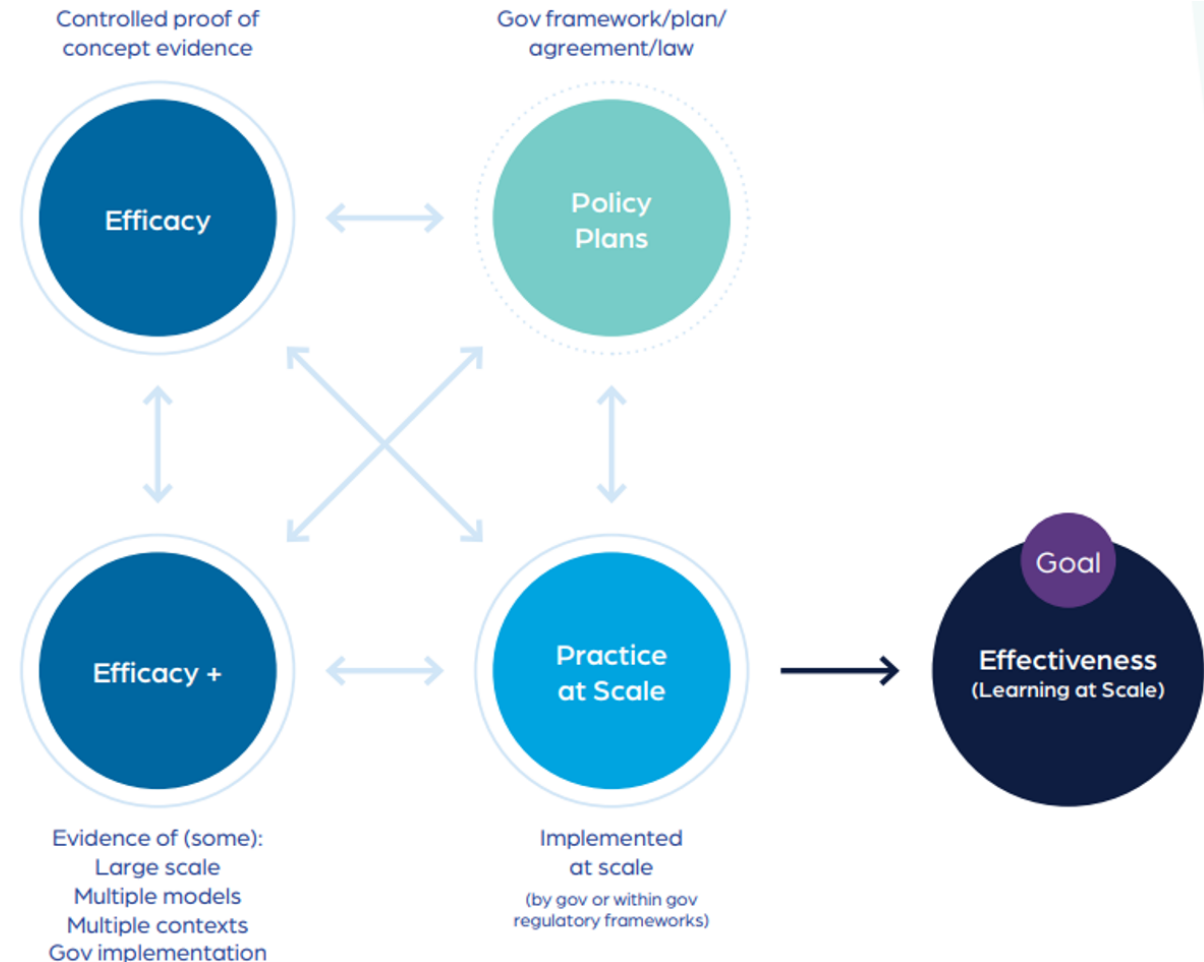 Controlled proof of
concept evidence
Gov framework/plan/
agreement/law
Efficacy
Policy
Plans
Efficacy +
Practice
at Scale
Goal
Effectiveness
(Learning at Scale)
Evidence of (some):
Large scale
Multiple models
Multiple contexts
Gov implementation
Implemented
at scale
(by gov or within gov
regulatory frameworks)